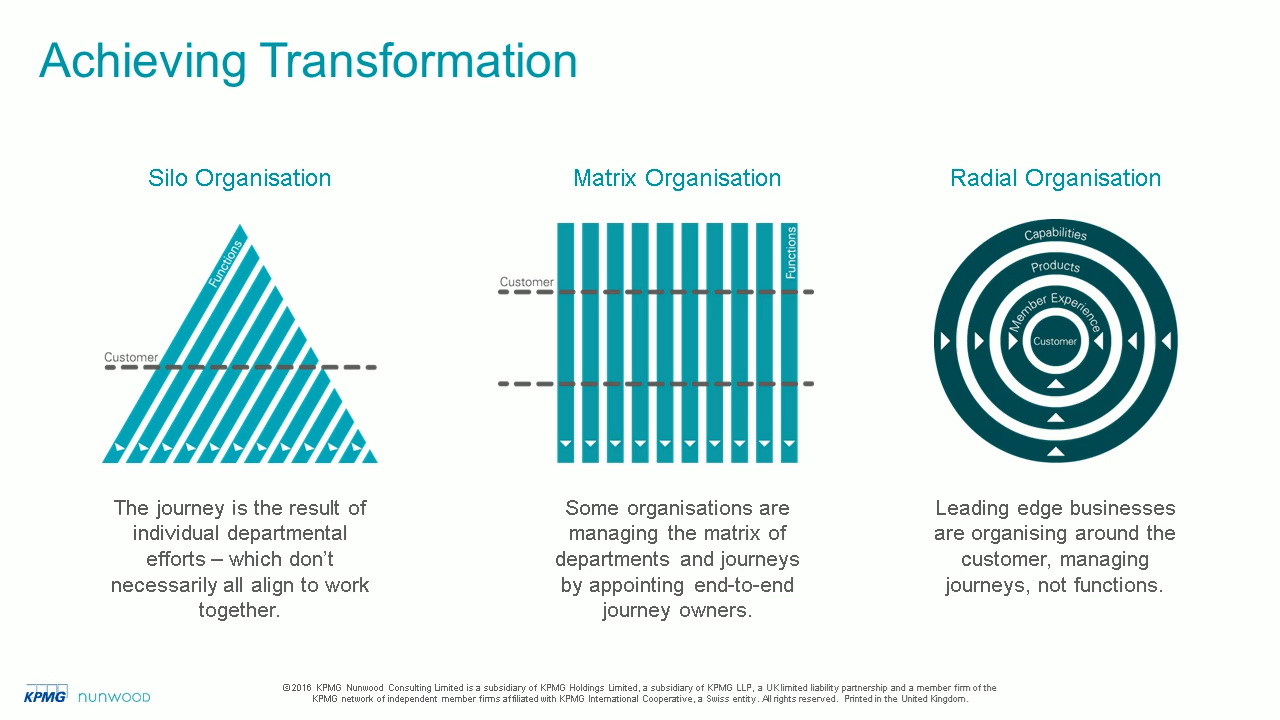 Achieving Transformation
Silo Organisation
Functions
Customer
The journey is the result of
individual departmental
efforts – which don’t
necessarily all align to work
together.
Matrix Organisation
Functions
Customer
Some organisations are
managing the matrix of
departments and journeys
by appointing end-to-end
journey owners.
Radial Organisation
Capabilities
Products
Member Experience
Customer
Leading edge businesses
are organising around the
customer, managing
journeys, not functions.
KPMG nunwood
©2016 KPMG Nunwood Consulting Limited is a subsidiary of KPMG Holdings Limited, a subsidiary of KPMG LLP, a UK limited liability partnership and a member firm of the
KPMG network of independent member firms affiliated with KPMG International Cooperative, a Swiss entity. All rights reserved. Printed in the United Kingdom.